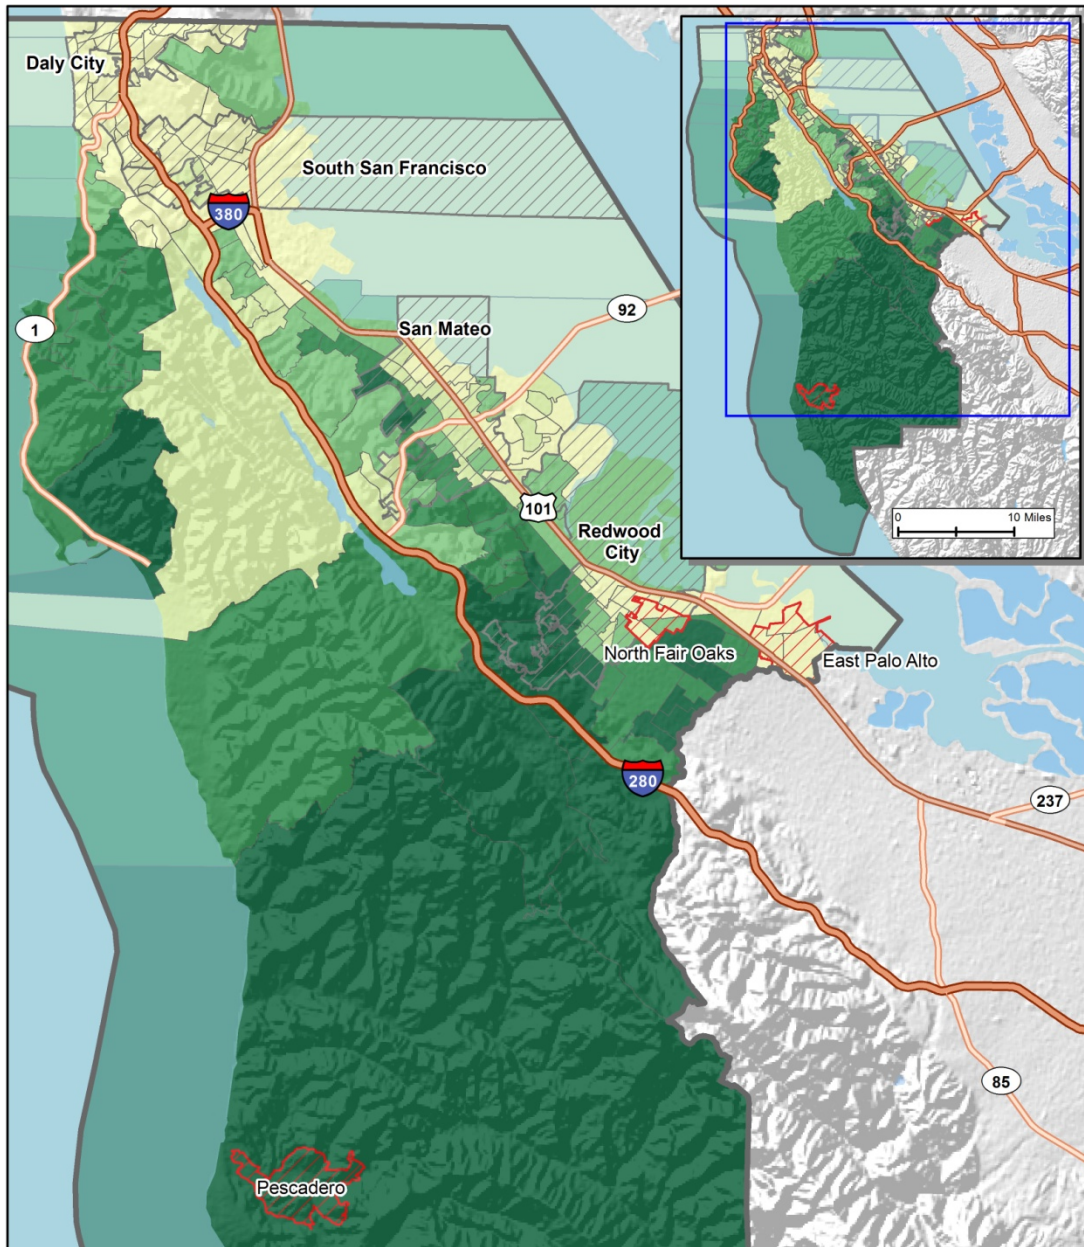 Daly City
South San Francisco
380
1
92
San Mateo
101
0
10 Miles
Redwood
City
North Fair Oaks
East Palo Alto
280
237
85
Pescadero